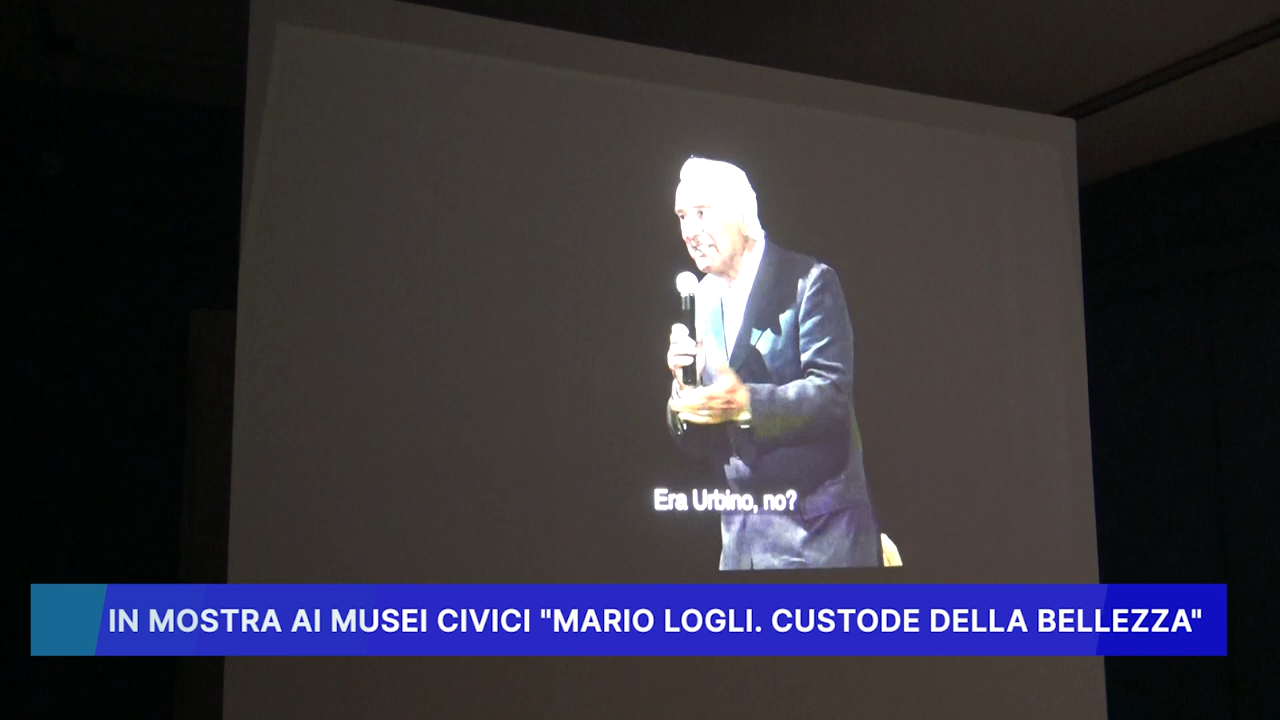 Era Urbino, no?
IN MOSTRA AI MUSEI CIVICI "MARIO LOGLI. CUSTODE DELLA BELLEZZA"